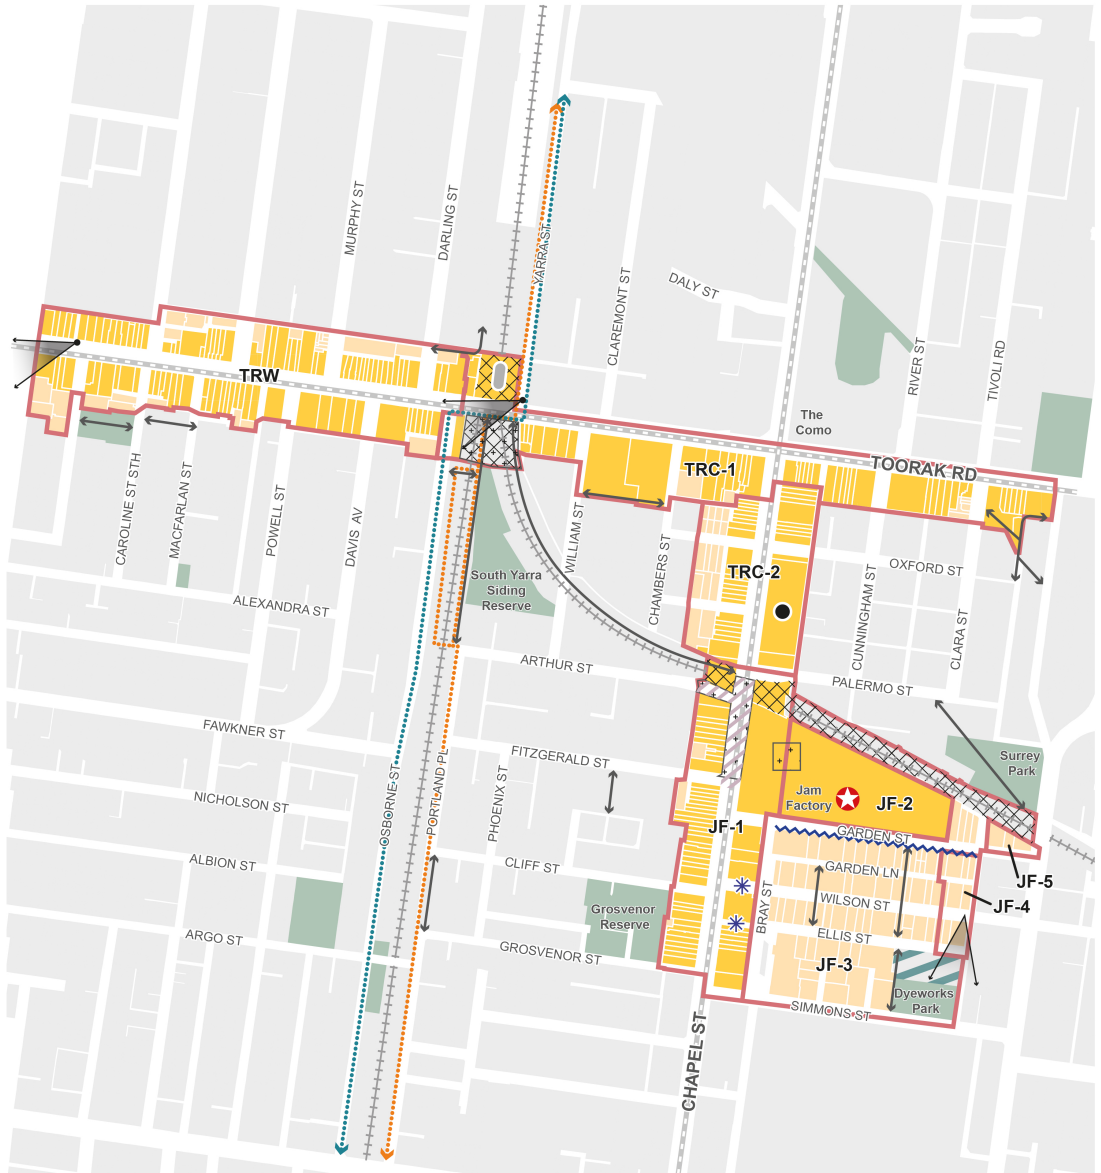 MURPHY ST
DARLING ST
YARRA ST
CLAREMONT ST
DALY ST
RIVER ST
TIVOLI RD
TRW
The
Como
TOORAK RD
TRC-1
CAROLINE ST STH
MACFARLAN ST
POWELL ST
DAVIS AV
WILLIAM ST
CHAMBERS ST
TRC-2
OXFORD ST
CUNNINGHAM ST
CLARA ST
South Yarra
Siding
Reserve
ALEXANDRA ST
ARTHUR ST
PALERMO ST
FAWKNER ST
FITZGERALD ST
Surrey
Park
NICHOLSON ST
OSBORNE ST
PORTLAND PL
PHOENIX ST
Jam
Factory
JF-2
JF-1
GARDEN ST
ALBION ST
CLIFF ST
GARDEN LN
JF-5
BRAY ST
WILSON ST
JF-4
Grosvenor
Reserve
ARGO ST
GROSVENOR ST
ELLIS ST
JF-3
Dyeworks
Park
SIMMONS ST
CHAPEL ST